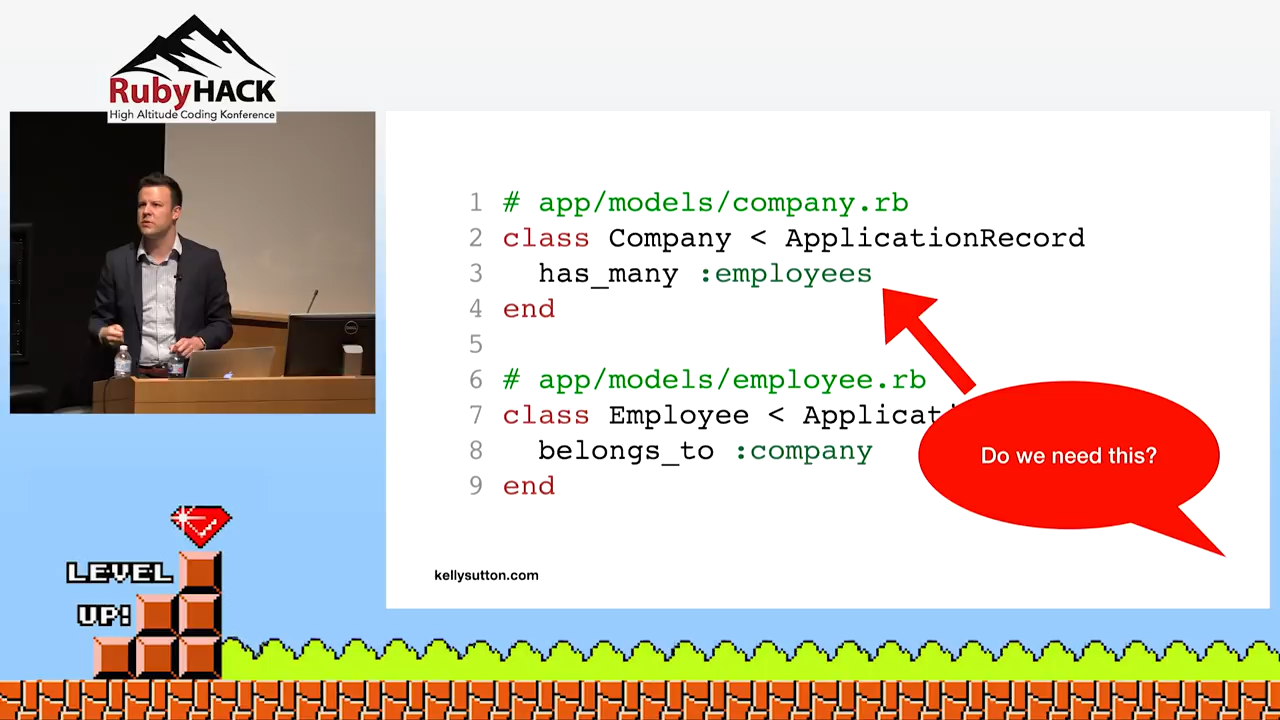 RubyHACK
High Altitude Coding Konference
1 # app/models/company.rb
2 class Company < ApplicationRecord
3 has_many :employees
4 end
5
6 # app/models/employee.rb
7 class Employee < Applicati
8 belongs_to :company
9 end
Do we need this?
kellysutton.com
LEVEL
UP!
DELL